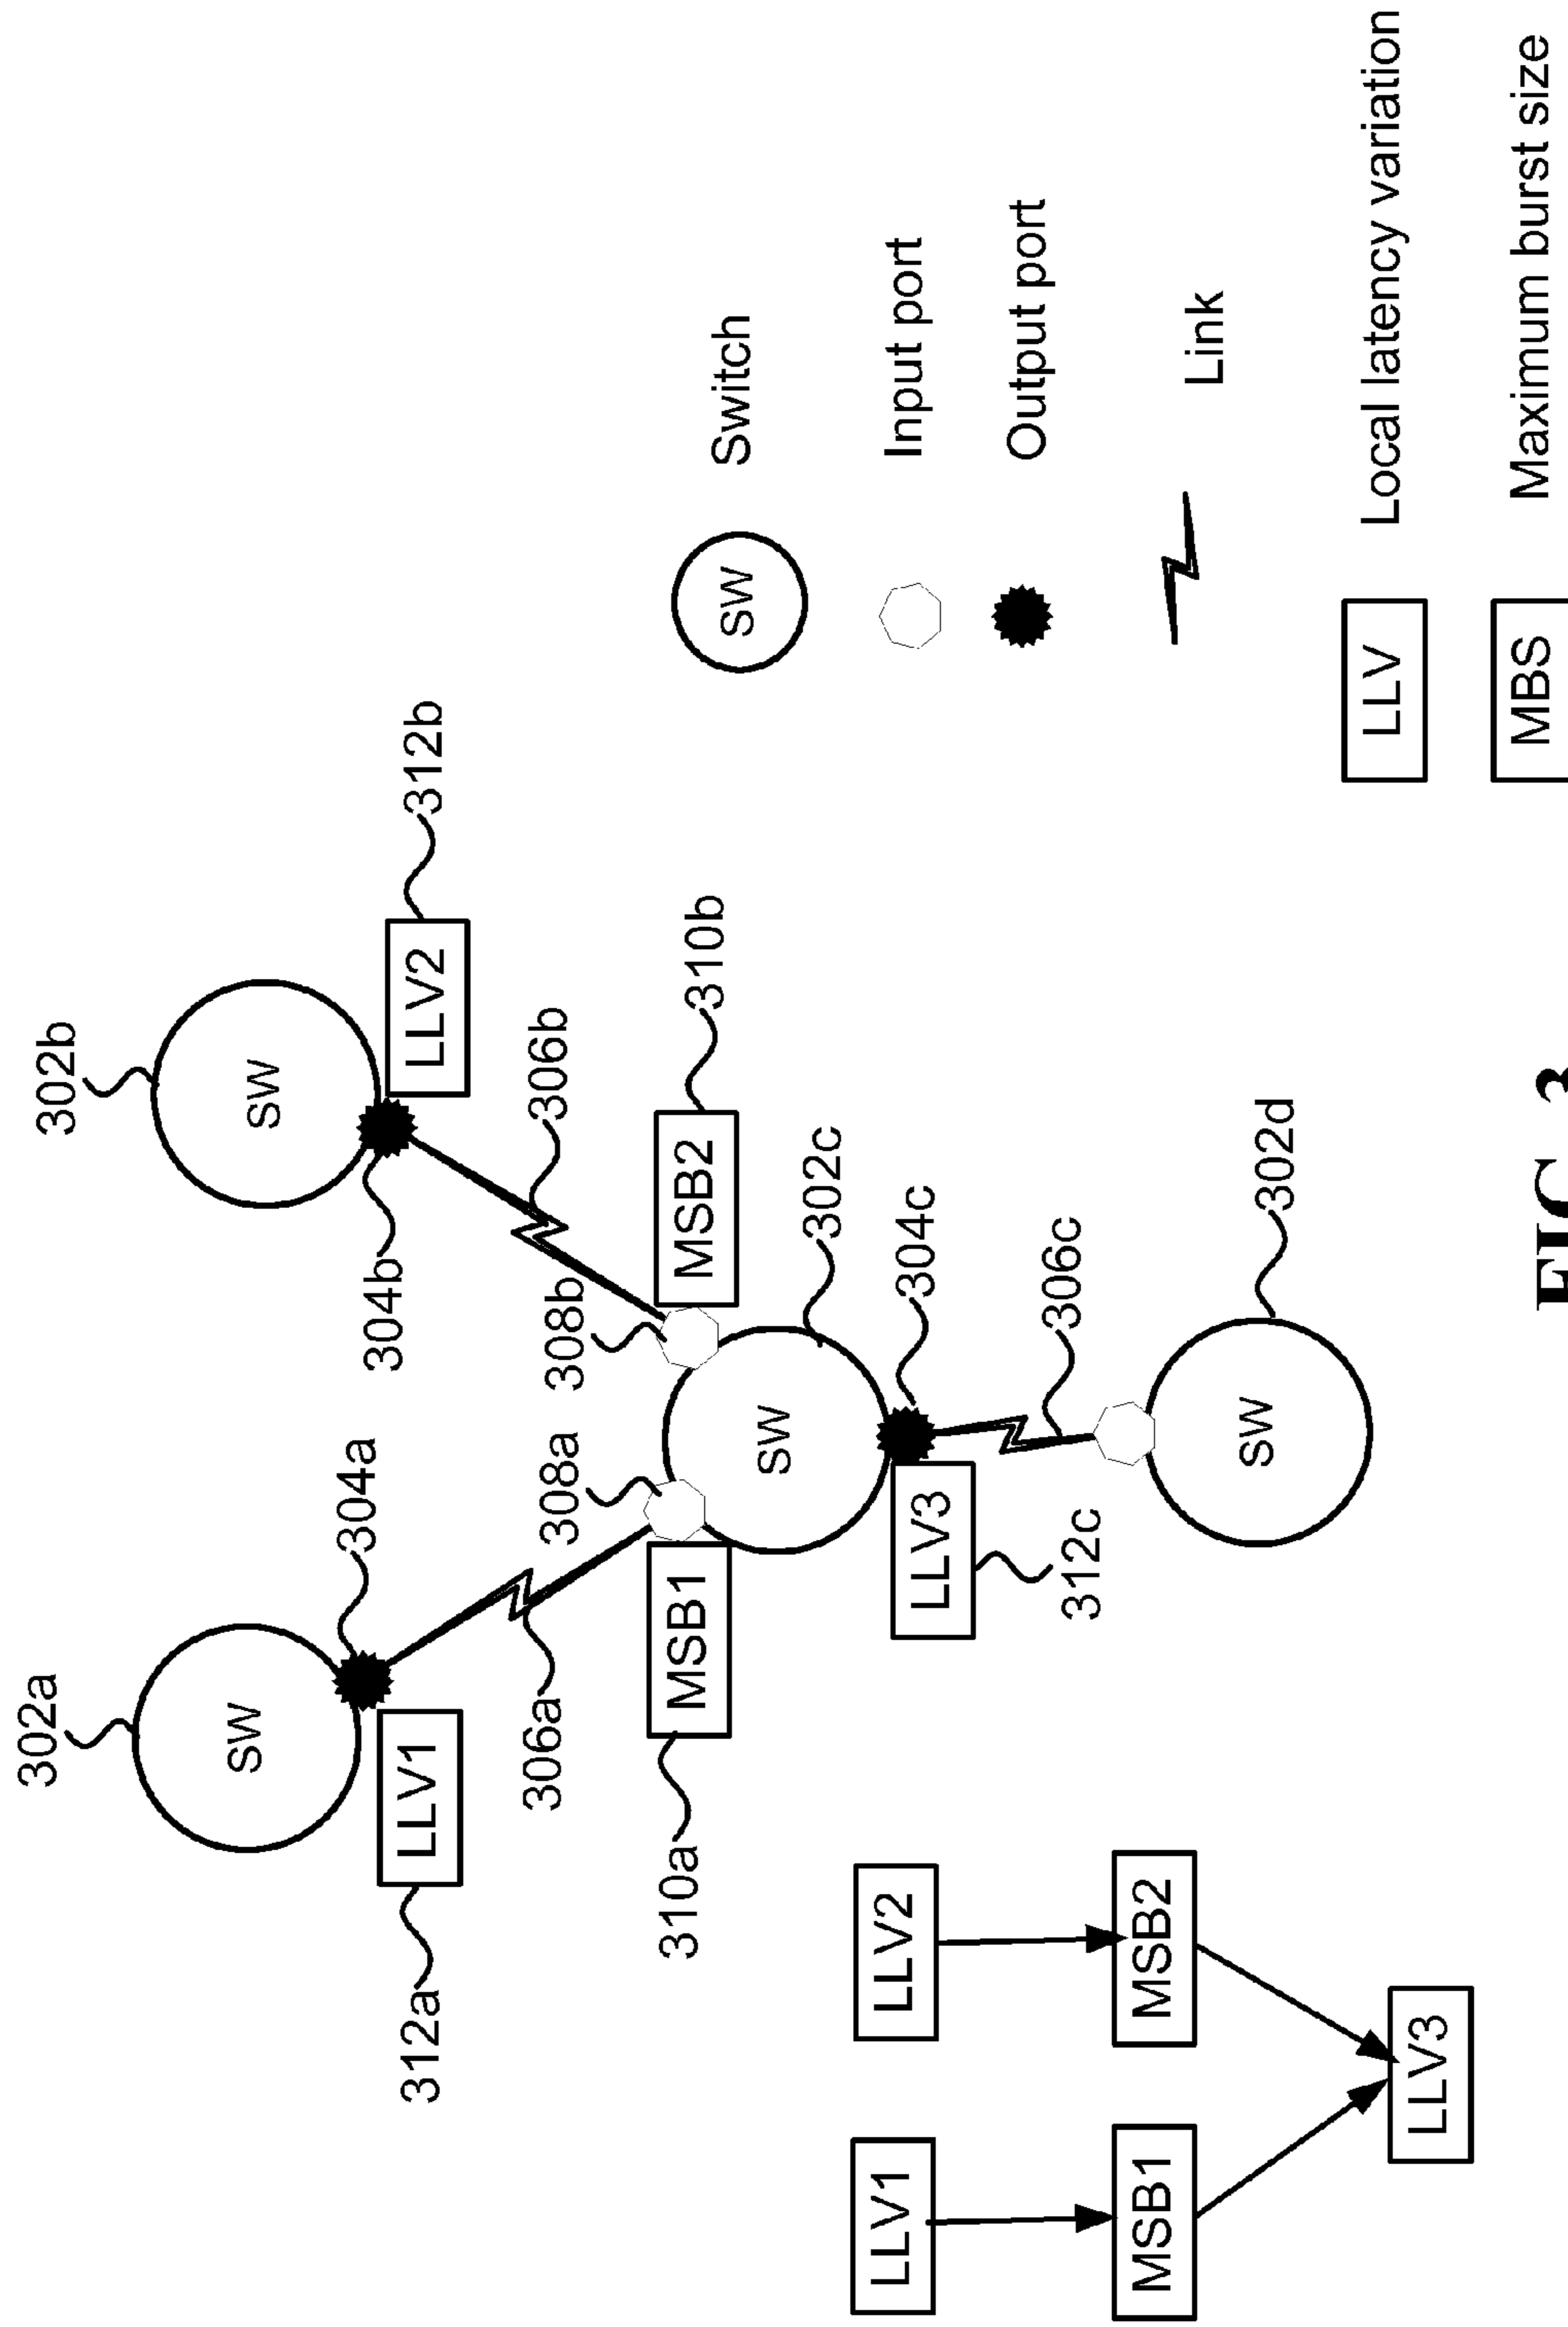 302a
302b
SW
SW
304a
304b
312a
LLV1
LLV2
312b
306a
306b
308a
308b
310a
MSB1
MSB2
310b
SW
302c
LLV3
304c
312c
306c
SW
302d
LLV1
LLV2
MSB1
MSB2
LLV3
SW
Switch
Input port
Output port
Link
LLV
Local latency variation
MBS
Maximum burst size
FIG. 3